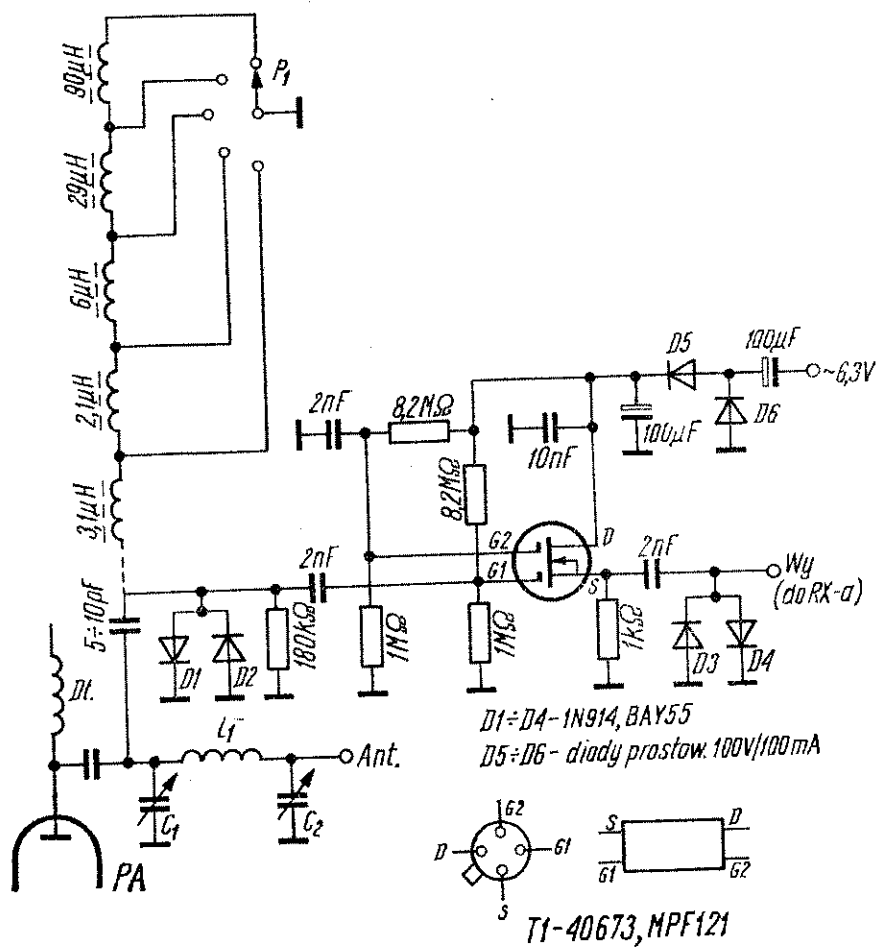 90µH
P1
29µH
6µH
2,1µH
3,1µH
5÷10pF
Dł.
PA
C1
L1
C2
Ant.
D1
D2
180kΩ
2nF
2nF
8,2MΩ
8,2MΩ
1MΩ
1MΩ
10nF
100µF
D5
100µF
~6,3V
D6
G2
G1
D
S
2nF
1kΩ
D3
D4
Wy
(do RX-a)
D1÷D4-1N914, BAY55
D5÷D6- diody prostow. 100V/100mA
G2
D
G1
S
S
D
G1
G2
T1-40673, MPF121